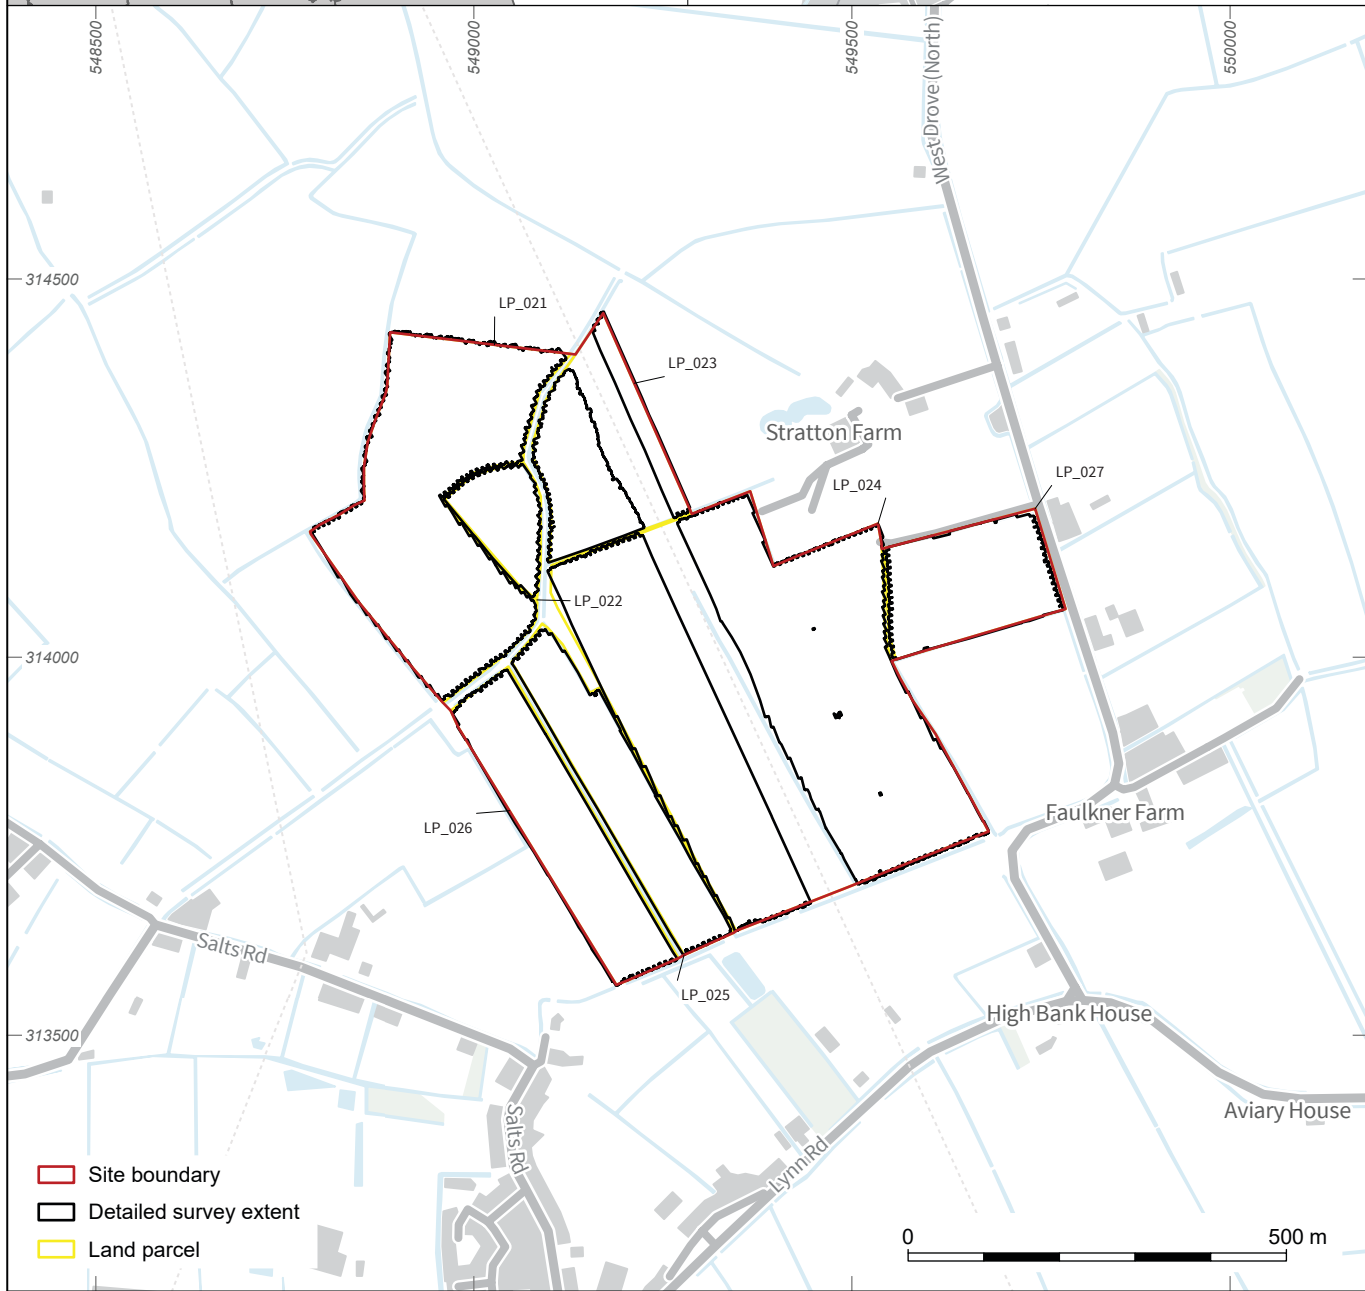 548500
549000
549500
550000
West Drove (North)
314500
LP_021
LP_023
Stratton Farm
LP_024
LP_027
LP_022
314000
Faulkner Farm
LP_026
Salts Rd
LP_025
High Bank House
313500
Aviary House
Salts Rd
Lynn Rd
Site boundary
Detailed survey extent
Land parcel
0 500 m